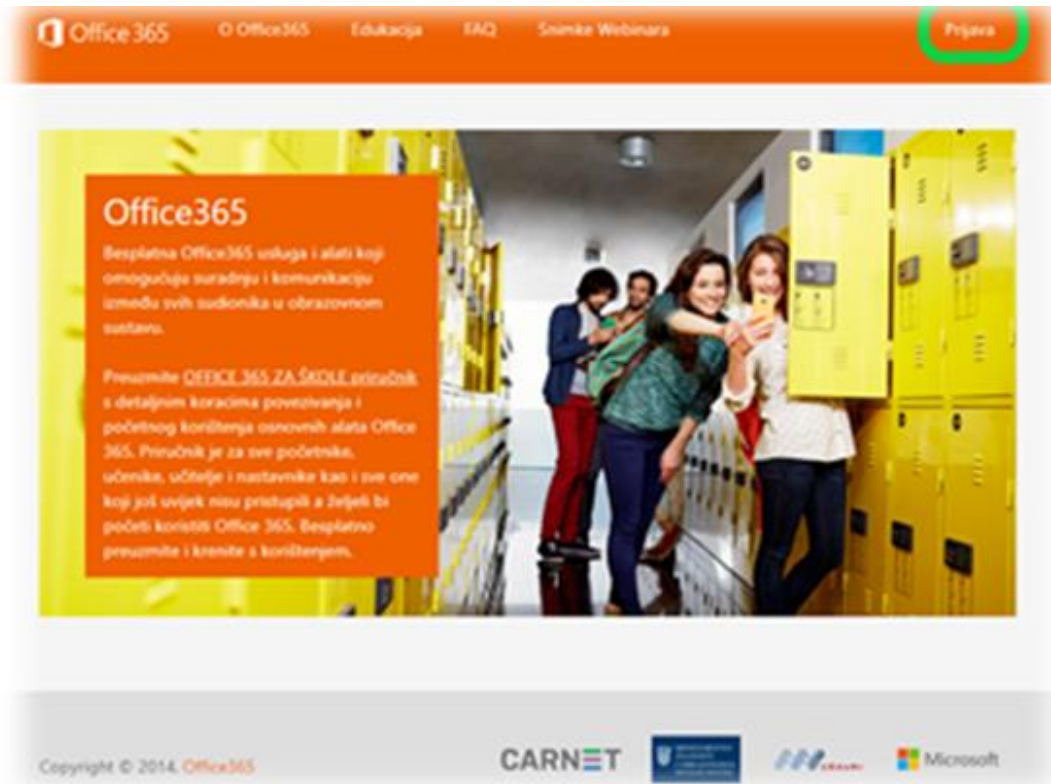 Office 365
O Office365
Edukacija
FAQ
Snimke Webinara
Prijava
Office365
Besplatna Office365 usluga i alati koji
omogućuju suradnju i komunikaciju
između svih sudionika u obrazovnom
sustavu.
Preuzmite OFFICE 365 ZA ŠKOLE priručnik
s detaljnim koracima povezivanja i
početnog korištenja osnovnih alata Office
365. Priručnik je za sve početnike,
učenike, učitelje i nastavnike kao i sve one
koji još uvijek nisu pristupili a željeli bi
početi koristiti Office 365. Besplatno
preuzmite i krenite s korištenjem.
Copyright © 2014. Office365
CARNET
Microsoft